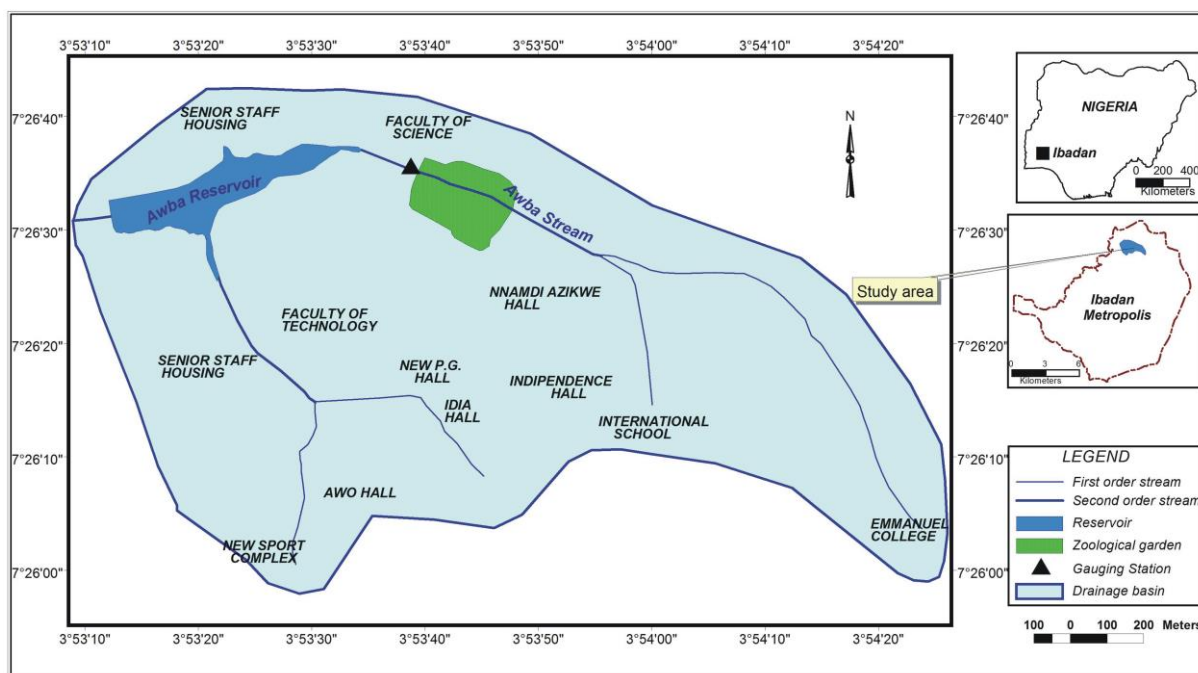 3°53'10" 3°53'20" 3°53'30" 3°53'40" 3°53'50" 3°54'00" 3°54'10" 3°54'20"
7°26'40"
7°26'30"
7°26'20"
7°26'10"
7°26'00"
SENIOR STAFF
HOUSING
FACULTY OF
SCIENCE
N
Awba Reservoir
Awba Stream
NNAMDI AZIKWE
HALL
FACULTY OF
TECHNOLOGY
SENIOR STAFF
HOUSING
NEW P.G.
HALL
IDIA
HALL
INDIPENDENCE
HALL
INTERNATIONAL
SCHOOL
AWO HALL
NEW SPORT
COMPLEX
EMMANUEL
COLLEGE
Study area
7°26'40"
7°26'30"
7°26'20"
7°26'10"
7°26'00"
3°53'10" 3°53'20" 3°53'30" 3°53'40" 3°53'50" 3°54'00" 3°54'10" 3°54'20"
NIGERIA
Ibadan
0 200 400
Kilometers
Ibadan
Metropolis
0 3 6
Kilometers
LEGEND
First order stream
Second order stream
Reservoir
Zoological garden
Gauging Station
Drainage basin
100 0 100 200 Meters